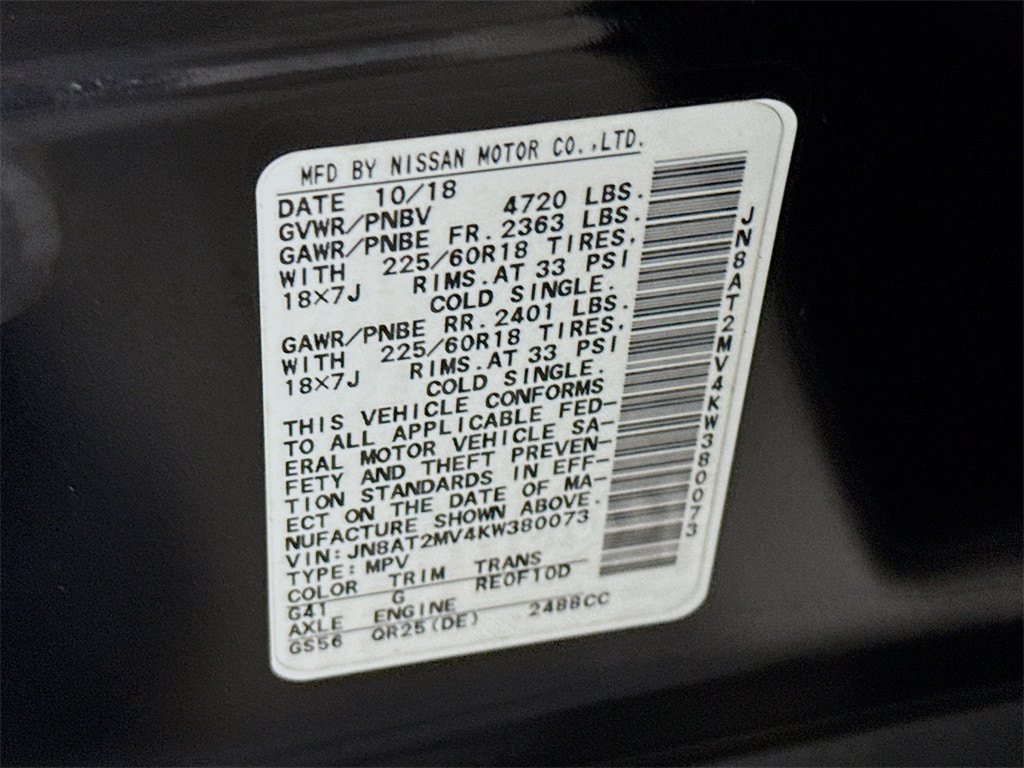 MFD BY NISSAN MOTOR CO.,LTD.
DATE 10/18
GVWR/PNBV 4720 LBS.
GAWR/PNBE FR. 2363 LBS.
WITH 225/60R18 TIRES,
18×7J RIMS.AT 33 PSI
COLD SINGLE.
GAWR/PNBE RR. 2401 LBS.
WITH 225/60R18 TIRES,
18×7J RIMS.AT 33 PSI
COLD SINGLE.
THIS VEHICLE CONFORMS
TO ALL APPLICABLE FED-
ERAL MOTOR VEHICLE SA-
FETY AND THEFT PREVEN-
TION STANDARDS IN EFF-
ECT ON THE DATE OF MA-
NUFACTURE SHOWN ABOVE.
VIN:JN8AT2MV4KW380073
TYPE:MPV
COLOR TRIM TRANS
G41 G RE0F10D
AXLE ENGINE
GS56 QR25(DE) 2488CC
JN8AT2MV4KW380073